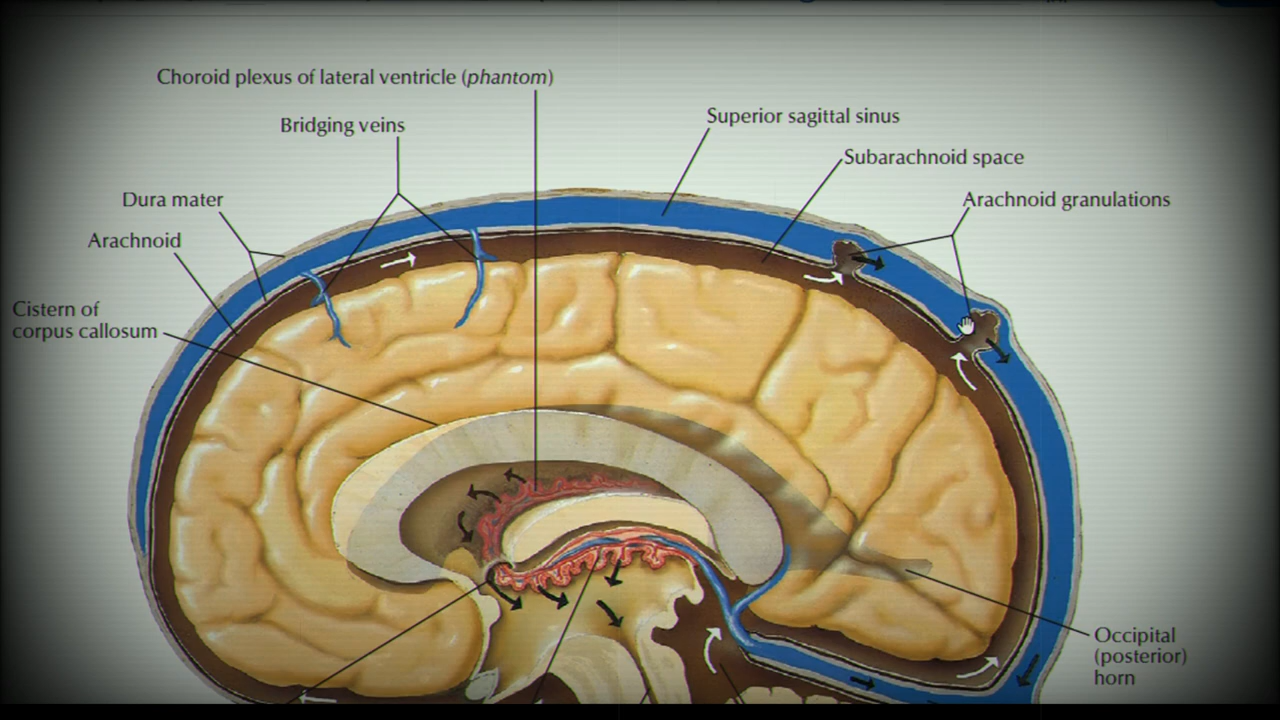 Choroid plexus of lateral ventricle (phantom)
Bridging veins
Superior sagittal sinus
Subarachnoid space
Dura mater
Arachnoid granulations
Arachnoid
Cistern of
corpus callosum
Occipital
(posterior)
horn